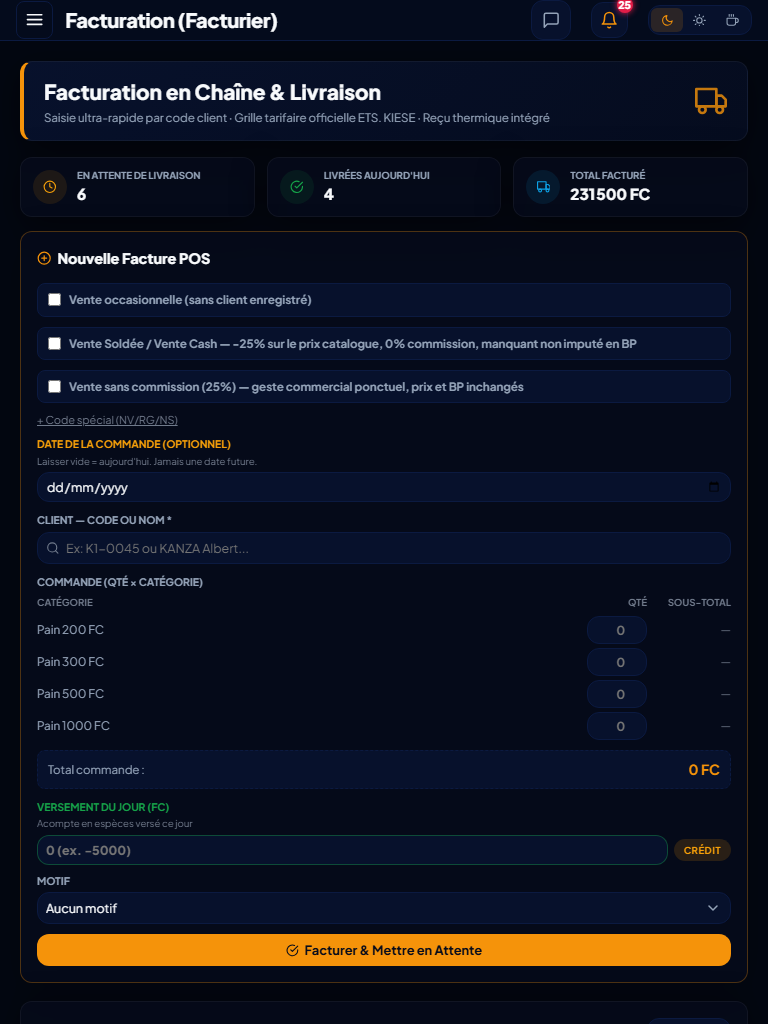 Facturation (Facturier)
25
Facturation en Chaîne & Livraison
Saisie ultra-rapide par code client · Grille tarifaire officielle ETS. KIESE · Reçu thermique intégré
EN ATTENTE DE LIVRAISON
6
LIVRÉES AUJOURD'HUI
4
TOTAL FACTURÉ
231500 FC
Nouvelle Facture POS
Vente occasionnelle (sans client enregistré)
Vente Soldée / Vente Cash — -25% sur le prix catalogue, 0% commission, manquant non imputé en BP
Vente sans commission (25%) — geste commercial ponctuel, prix et BP inchangés
+ Code spécial (NV/RG/NS)
DATE DE LA COMMANDE (OPTIONNEL)
Laisser vide = aujourd'hui. Jamais une date future.
dd/mm/yyyy
CLIENT — CODE OU NOM *
Ex: K1-0045 ou KANZA Albert...
COMMANDE (QTÉ × CATÉGORIE)
CATÉGORIE QTÉ SOUS-TOTAL
Pain 200 FC 0 —
Pain 300 FC 0 —
Pain 500 FC 0 —
Pain 1000 FC 0 —
Total commande : 0 FC
VERSEMENT DU JOUR (FC)
Acompte en espèces versé ce jour
0 (ex. -5000) CRÉDIT
MOTIF
Aucun motif
Facturer & Mettre en Attente